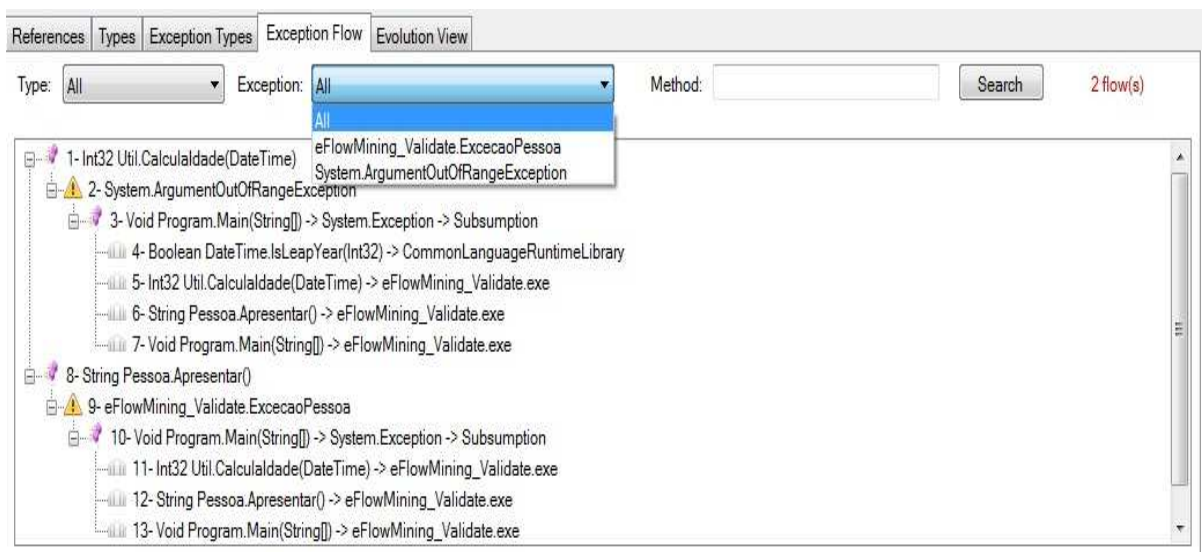 References Types Exception Types Exception Flow Evolution View
Type: All Exception: All Method: Search 2 flow(s)
All
eFlowMining_Validate.ExcecaoPessoa
System.ArgumentOutOfRangeException
1- Int32 Util.CalculaIdade(DateTime)
2- System.ArgumentOutOfRangeException
3- Void Program.Main(String[]) -> System.Exception -> Subsumption
4- Boolean DateTime.IsLeapYear(Int32) -> CommonLanguageRuntimeLibrary
5- Int32 Util.CalculaIdade(DateTime) -> eFlowMining_Validate.exe
6- String Pessoa.Apresentar() -> eFlowMining_Validate.exe
7- Void Program.Main(String[]) -> eFlowMining_Validate.exe
8- String Pessoa.Apresentar()
9- eFlowMining_Validate.ExcecaoPessoa
10- Void Program.Main(String[]) -> System.Exception -> Subsumption
11- Int32 Util.CalculaIdade(DateTime) -> eFlowMining_Validate.exe
12- String Pessoa.Apresentar() -> eFlowMining_Validate.exe
13- Void Program.Main(String[]) -> eFlowMining_Validate.exe